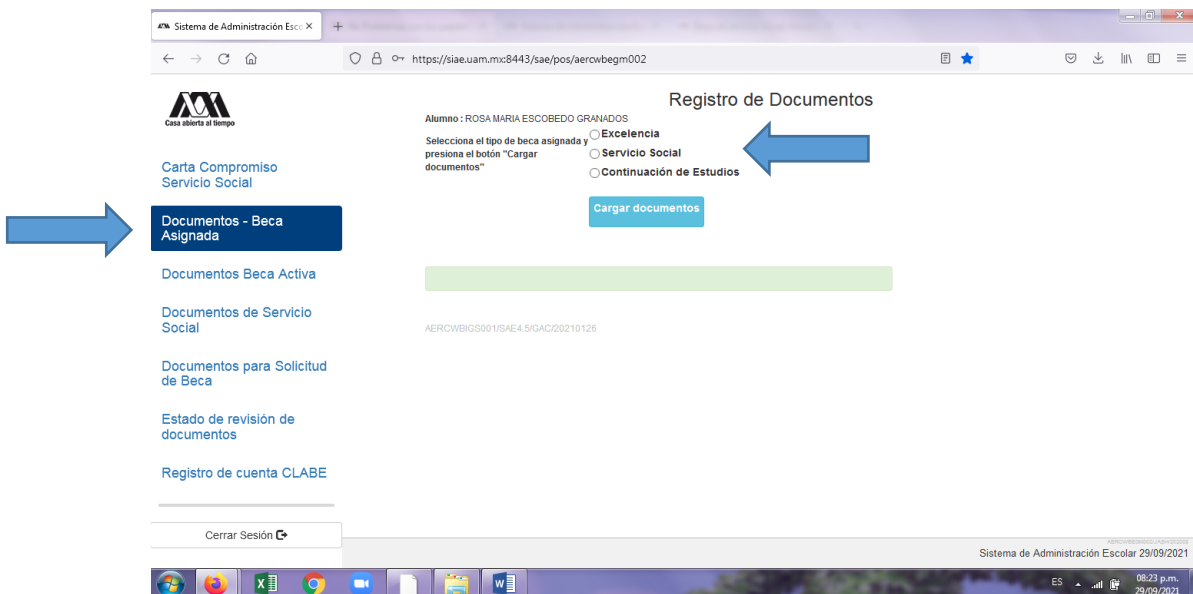 Sistema de Administración Esco
https://siae.uam.mx:8443/sae/pos/aercwbegm002
Casa abierta al tiempo
Carta Compromiso
Servicio Social
Documentos - Beca
Asignada
Documentos Beca Activa
Documentos de Servicio
Social
Documentos para Solicitud
de Beca
Estado de revisión de
documentos
Registro de cuenta CLABE
Cerrar Sesión
Registro de Documentos
Alumno : ROSA MARIA ESCOBEDO GRANADOS
Selecciona el tipo de beca asignada y
presiona el botón "Cargar
documentos"
Excelencia
Servicio Social
Continuación de Estudios
Cargar documentos
AERCWBIGS001/SAE4.5/GAC/20210126
Sistema de Administración Escolar 29/09/2021
ES
08:23 p.m.
29/09/2021